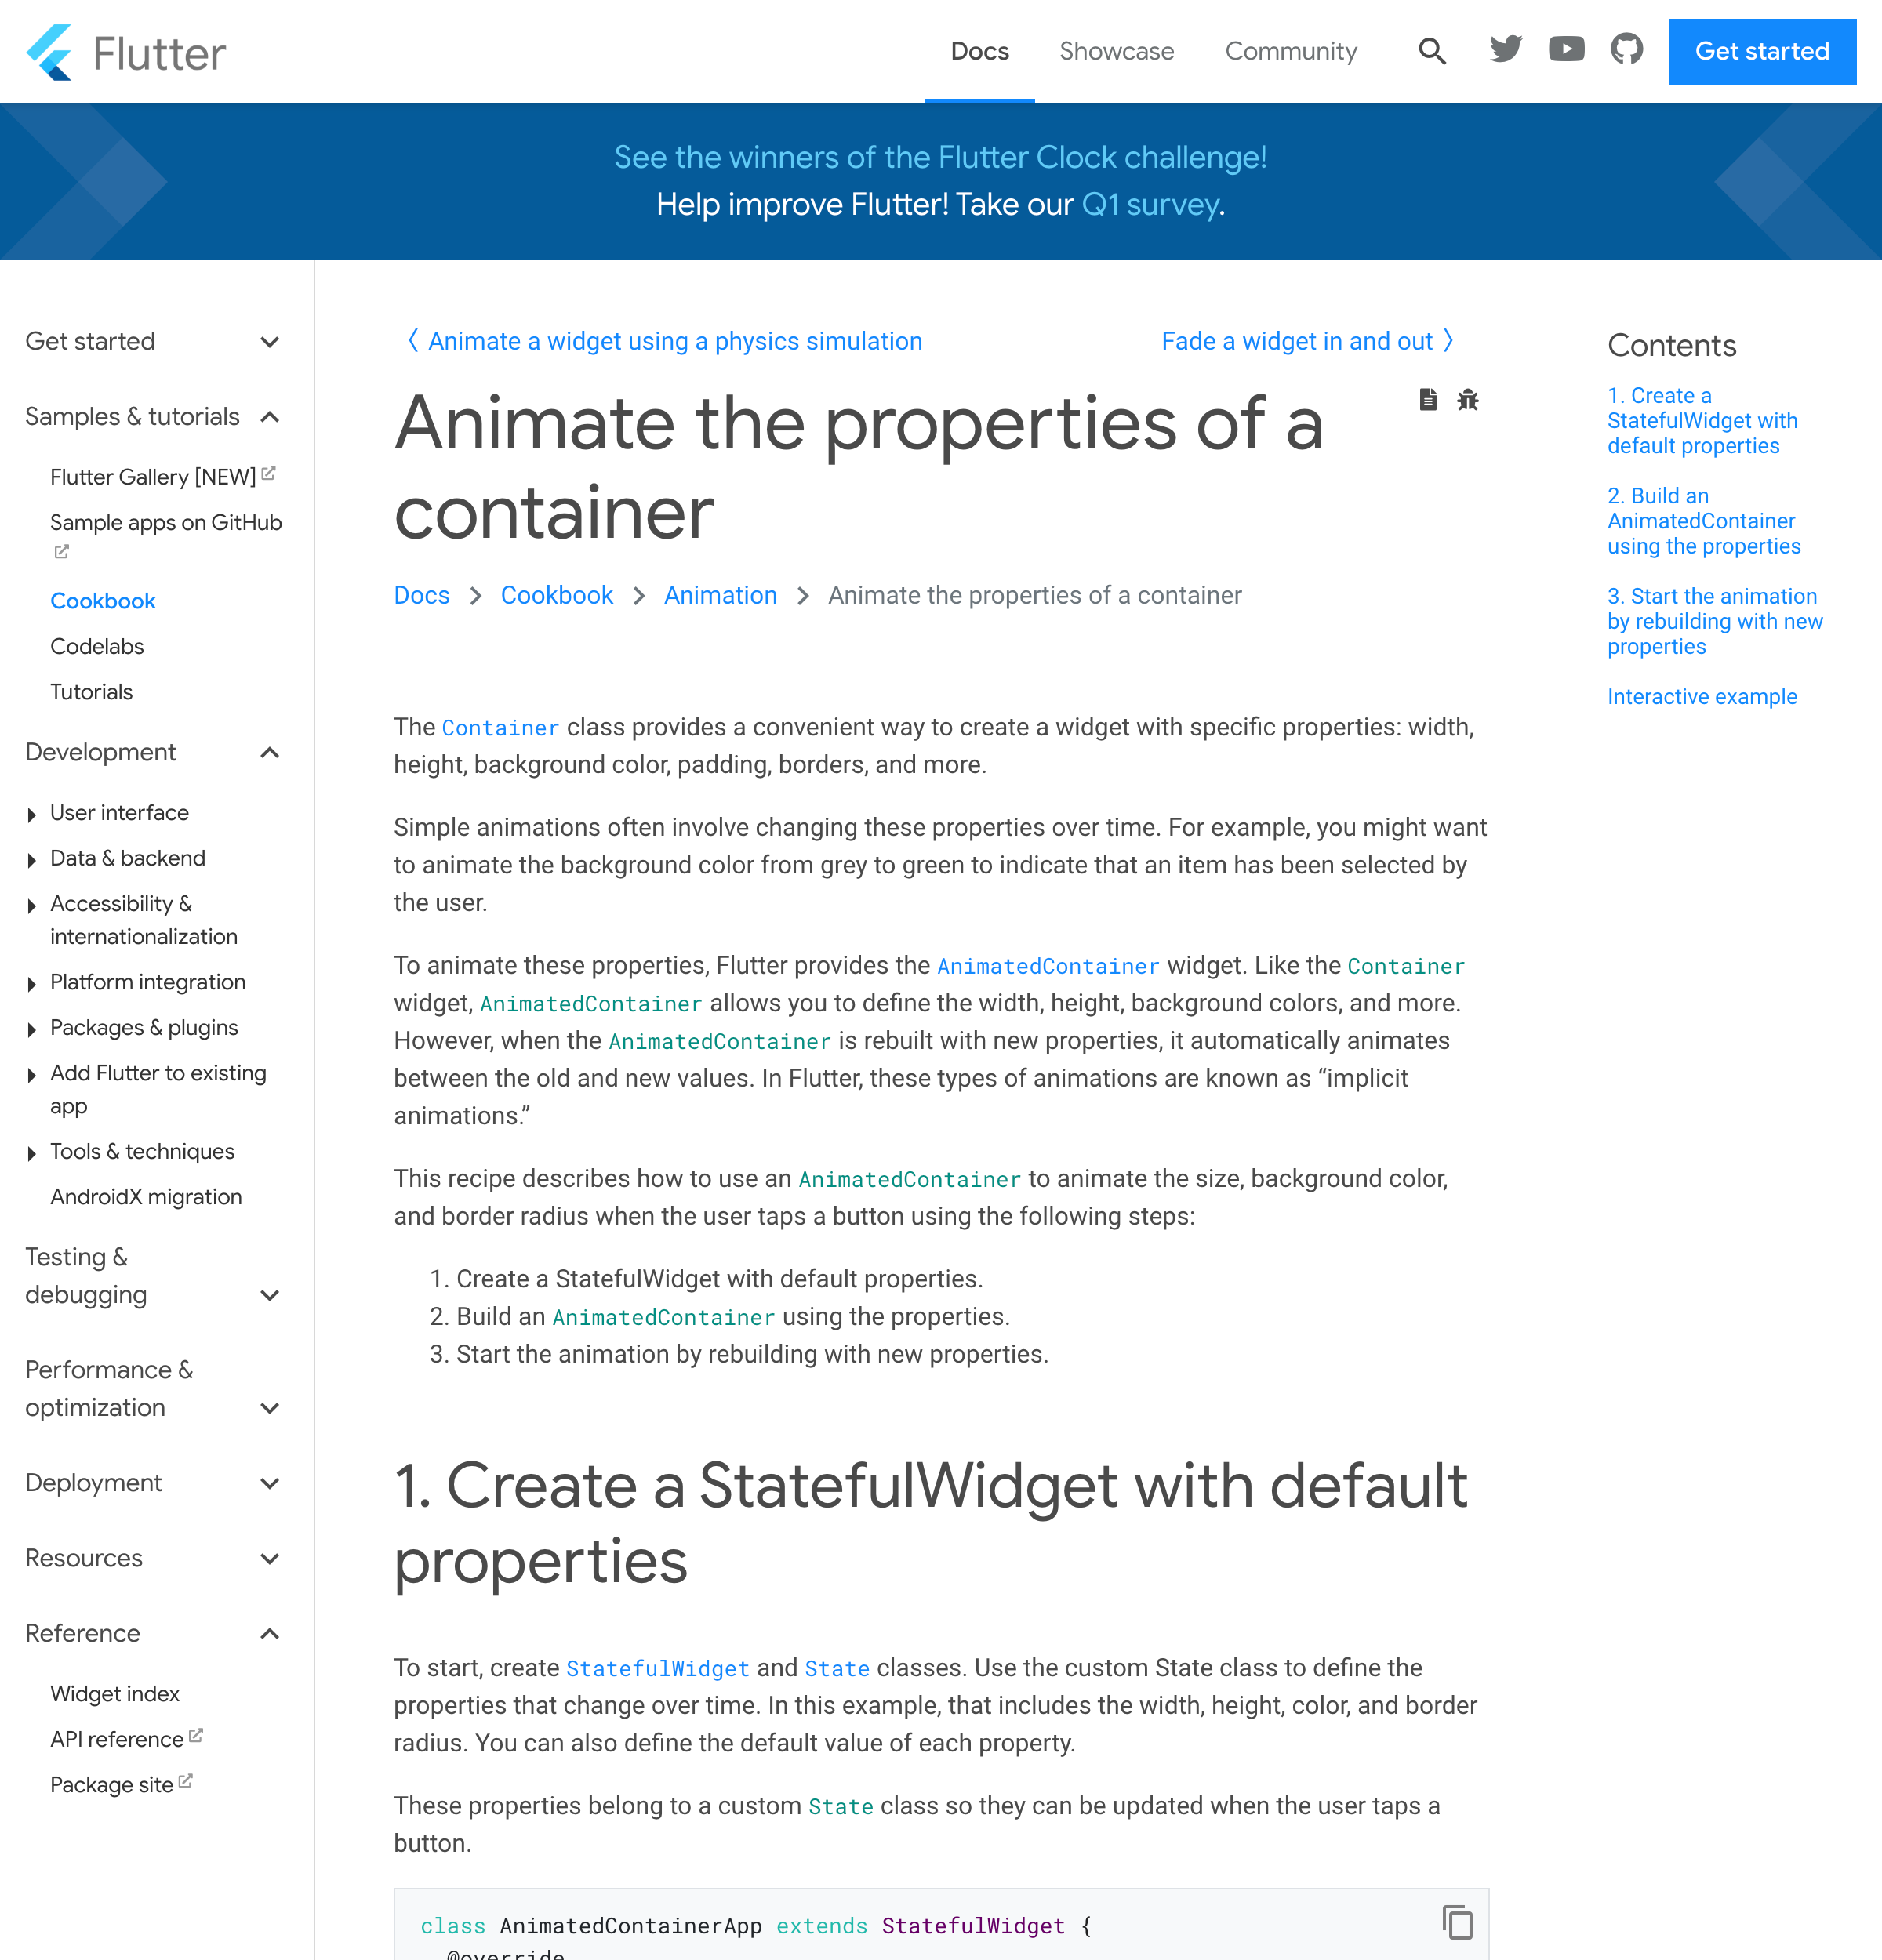 Flutter
Docs
Showcase
Community
Get started
See the winners of the Flutter Clock challenge!
Help improve Flutter! Take our Q1 survey.
Get started
Samples & tutorials
Flutter Gallery [NEW]
Sample apps on GitHub
Cookbook
Codelabs
Tutorials
Development
User interface
Data & backend
Accessibility &
internationalization
Platform integration
Packages & plugins
Add Flutter to existing
app
Tools & techniques
AndroidX migration
Testing &
debugging
Performance &
optimization
Deployment
Resources
Reference
Widget index
API reference
Package site
〈 Animate a widget using a physics simulation
Fade a widget in and out 〉
Animate the properties of a
container
Docs > Cookbook > Animation > Animate the properties of a container
The Container class provides a convenient way to create a widget with specific properties: width,
height, background color, padding, borders, and more.
Simple animations often involve changing these properties over time. For example, you might want
to animate the background color from grey to green to indicate that an item has been selected by
the user.
To animate these properties, Flutter provides the AnimatedContainer widget. Like the Container
widget, AnimatedContainer allows you to define the width, height, background colors, and more.
However, when the AnimatedContainer is rebuilt with new properties, it automatically animates
between the old and new values. In Flutter, these types of animations are known as “implicit
animations.”
This recipe describes how to use an AnimatedContainer to animate the size, background color,
and border radius when the user taps a button using the following steps:
1. Create a StatefulWidget with default properties.
2. Build an AnimatedContainer using the properties.
3. Start the animation by rebuilding with new properties.
1. Create a StatefulWidget with default
properties
To start, create StatefulWidget and State classes. Use the custom State class to define the
properties that change over time. In this example, that includes the width, height, color, and border
radius. You can also define the default value of each property.
These properties belong to a custom State class so they can be updated when the user taps a
button.
class AnimatedContainerApp extends StatefulWidget {
@override
Contents
1. Create a
StatefulWidget with
default properties
2. Build an
AnimatedContainer
using the properties
3. Start the animation
by rebuilding with new
properties
Interactive example